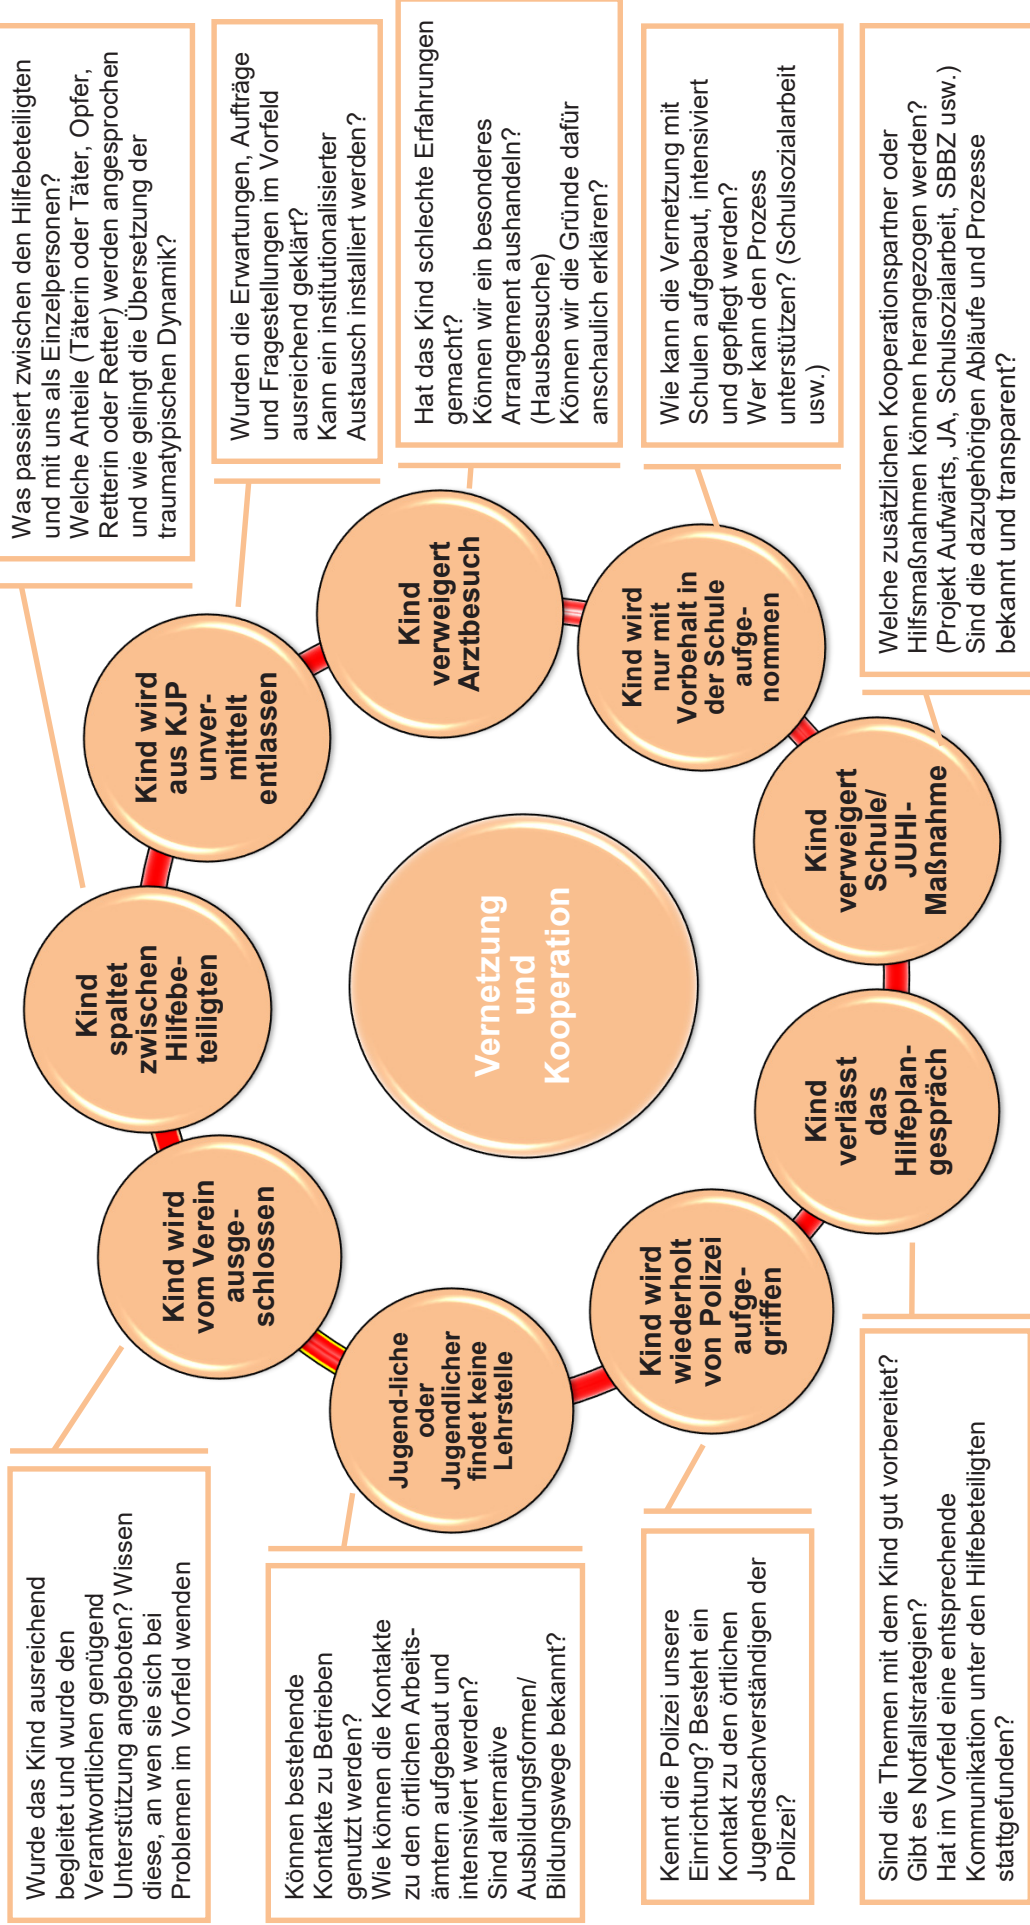 Wurde das Kind ausreichend
begleitet und wurde den
Verantwortlichen genügend
Unterstützung angeboten? Wissen
diese, an wen sie sich bei
Problemen im Vorfeld wenden
Was passiert zwischen den Hilfebeteiligten
und mit uns als Einzelpersonen?
Welche Anteile (Täterin oder Täter, Opfer,
Retterin oder Retter) werden angesprochen
und wie gelingt die Übersetzung der
traumatypischen Dynamik?
Kind
spaltet
zwischen
Hilfebe-
teiligten
Kind wird
aus KJP
unver-
mittelt
entlassen
Wurden die Erwartungen, Aufträge
und Fragestellungen im Vorfeld
ausreichend geklärt?
Kann ein institutionalisierter
Austausch installiert werden?
Kind
verweigert
Arztbesuch
Hat das Kind schlechte Erfahrungen
gemacht?
Können wir ein besonderes
Arrangement aushandeln?
(Hausbesuche)
Können wir die Gründe dafür
anschaulich erklären?
Kind wird
nur mit
Vorbehalt in
der Schule
aufge-
nommen
Wie kann die Vernetzung mit
Schulen aufgebaut, intensiviert
und gepflegt werden?
Wer kann den Prozess
unterstützen? (Schulsozialarbeit
usw.)
Kind
verweigert
Schule/
JUHI-
Maßnahme
Welche zusätzlichen Kooperationspartner oder
Hilfsmaßnahmen können herangezogen werden?
(Projekt Aufwärts, JA, Schulsozialarbeit, SBBZ usw.)
Sind die dazugehörigen Abläufe und Prozesse
bekannt und transparent?
Kind
verlässt
das
Hilfeplan-
gespräch
Sind die Themen mit dem Kind gut vorbereitet?
Gibt es Notfallstrategien?
Hat im Vorfeld eine entsprechende
Kommunikation unter den Hilfebeteiligten
stattgefunden?
Kind wird
wiederholt
von Polizei
aufge-
griffen
Kennt die Polizei unsere
Einrichtung? Besteht ein
Kontakt zu den örtlichen
Jugendsachverständigen der
Polizei?
Jugend-liche
oder
Jugendlicher
findet keine
Lehrstelle
Können bestehende
Kontakte zu Betrieben
genutzt werden?
Wie können die Kontakte
zu den örtlichen Arbeits-
ämtern aufgebaut und
intensiviert werden?
Sind alternative
Ausbildungsformen/
Bildungswege bekannt?
Kind wird
vom Verein
ausge-
schlossen
Vernetzung
und
Kooperation